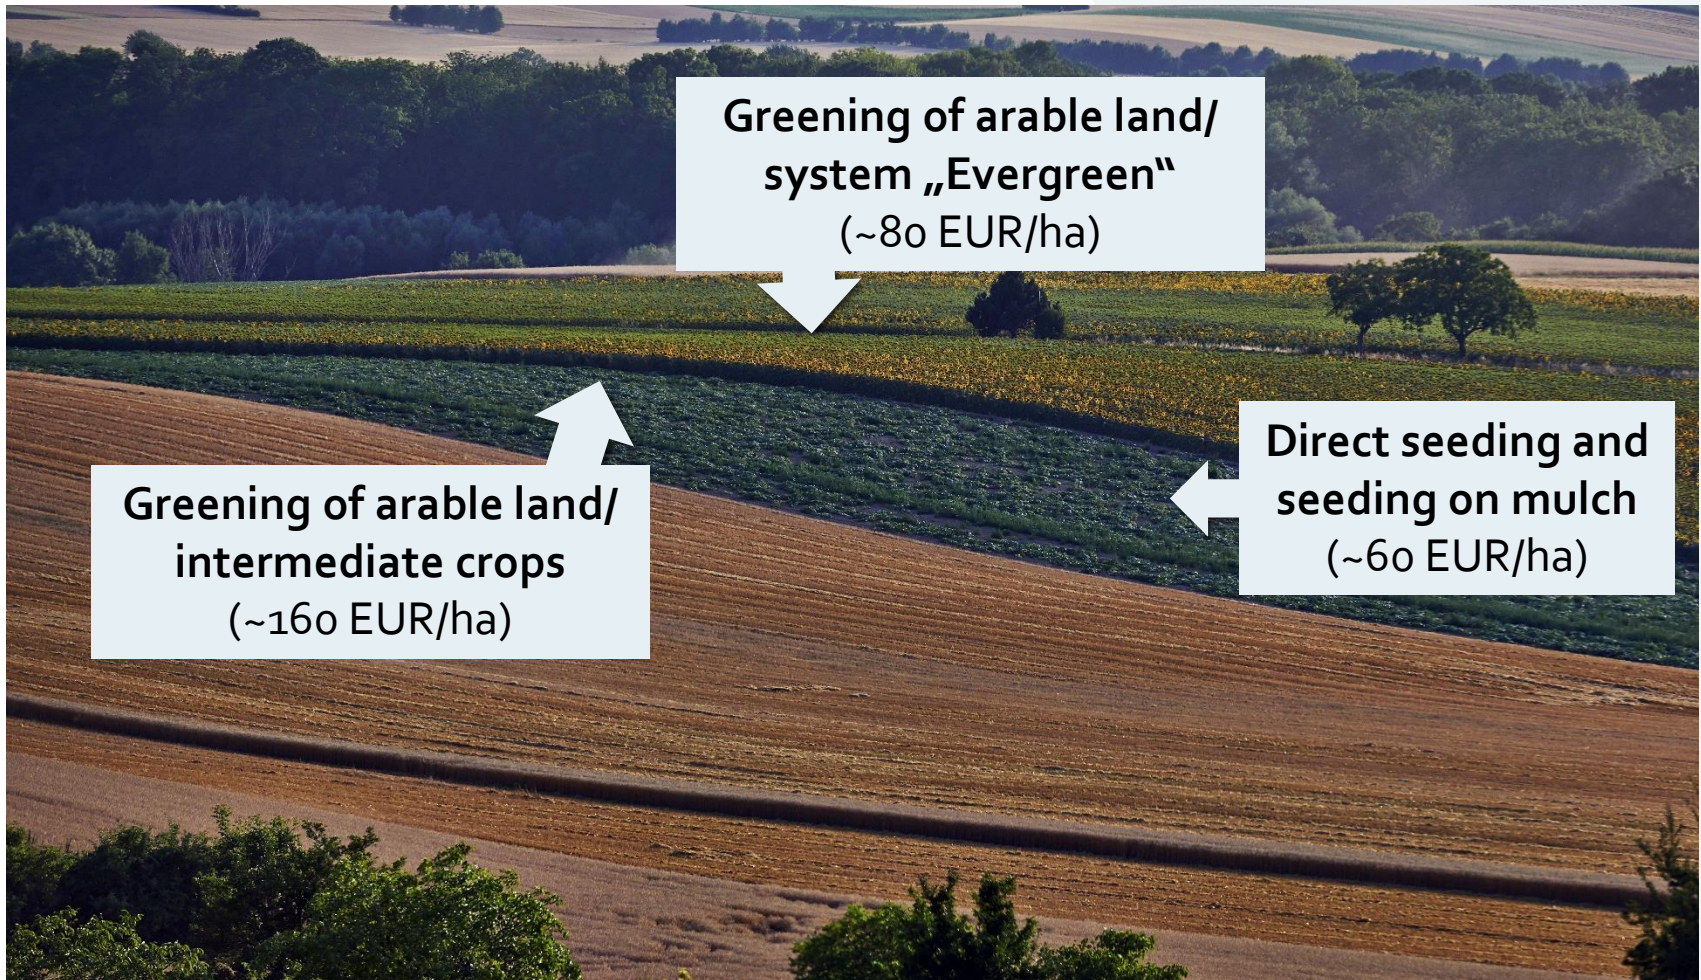 Greening of arable land/
system „Evergreen“
(~80 EUR/ha)
Greening of arable land/
intermediate crops
(~160 EUR/ha)
Direct seeding and
seeding on mulch
(~60 EUR/ha)